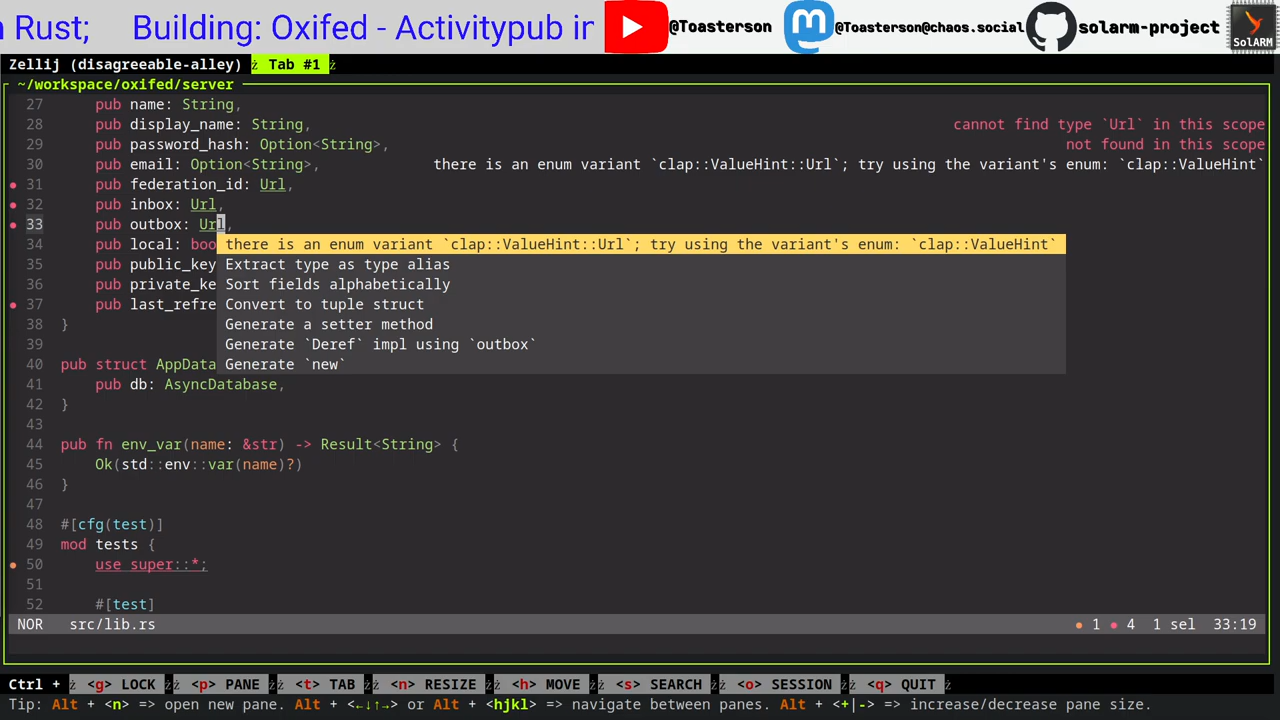 n Rust; Building: Oxifed - Activitypub in
@Toasterson @Toasterson@chaos.social solarm-project SolARM
Zellij (disagreeable-alley) Tab #1
~/workspace/oxifed/server
27 pub name: String,
28 pub display_name: String, cannot find type `Url` in this scope
29 pub password_hash: Option<String>, not found in this scope
30 pub email: Option<String>, there is an enum variant `clap::ValueHint::Url`; try using the variant's enum: `clap::ValueHint`
31 pub federation_id: Url,
32 pub inbox: Url,
33 pub outbox: Url,
34 pub local: boo
there is an enum variant `clap::ValueHint::Url`; try using the variant's enum: `clap::ValueHint`
35 pub public_key
Extract type as type alias
36 pub private_ke
Sort fields alphabetically
37 pub last_refre
Convert to tuple struct
38 }
Generate a setter method
39
Generate `Deref` impl using `outbox`
40 pub struct AppData
Generate `new`
41 pub db: AsyncDatabase,
42 }
43
44 pub fn env_var(name: &str) -> Result<String> {
45 Ok(std::env::var(name)?)
46 }
47
48 #[cfg(test)]
49 mod tests {
50 use super::*;
51
52 #[test]
NOR src/lib.rs ● 1 ● 4 1 sel 33:19
Ctrl + <g> LOCK <p> PANE <t> TAB <n> RESIZE <h> MOVE <s> SEARCH <o> SESSION <q> QUIT
Tip: Alt + <n> => open new pane. Alt + <←↓↑→> or Alt + <hjkl> => navigate between panes. Alt + <+|-> => increase/decrease pane size.